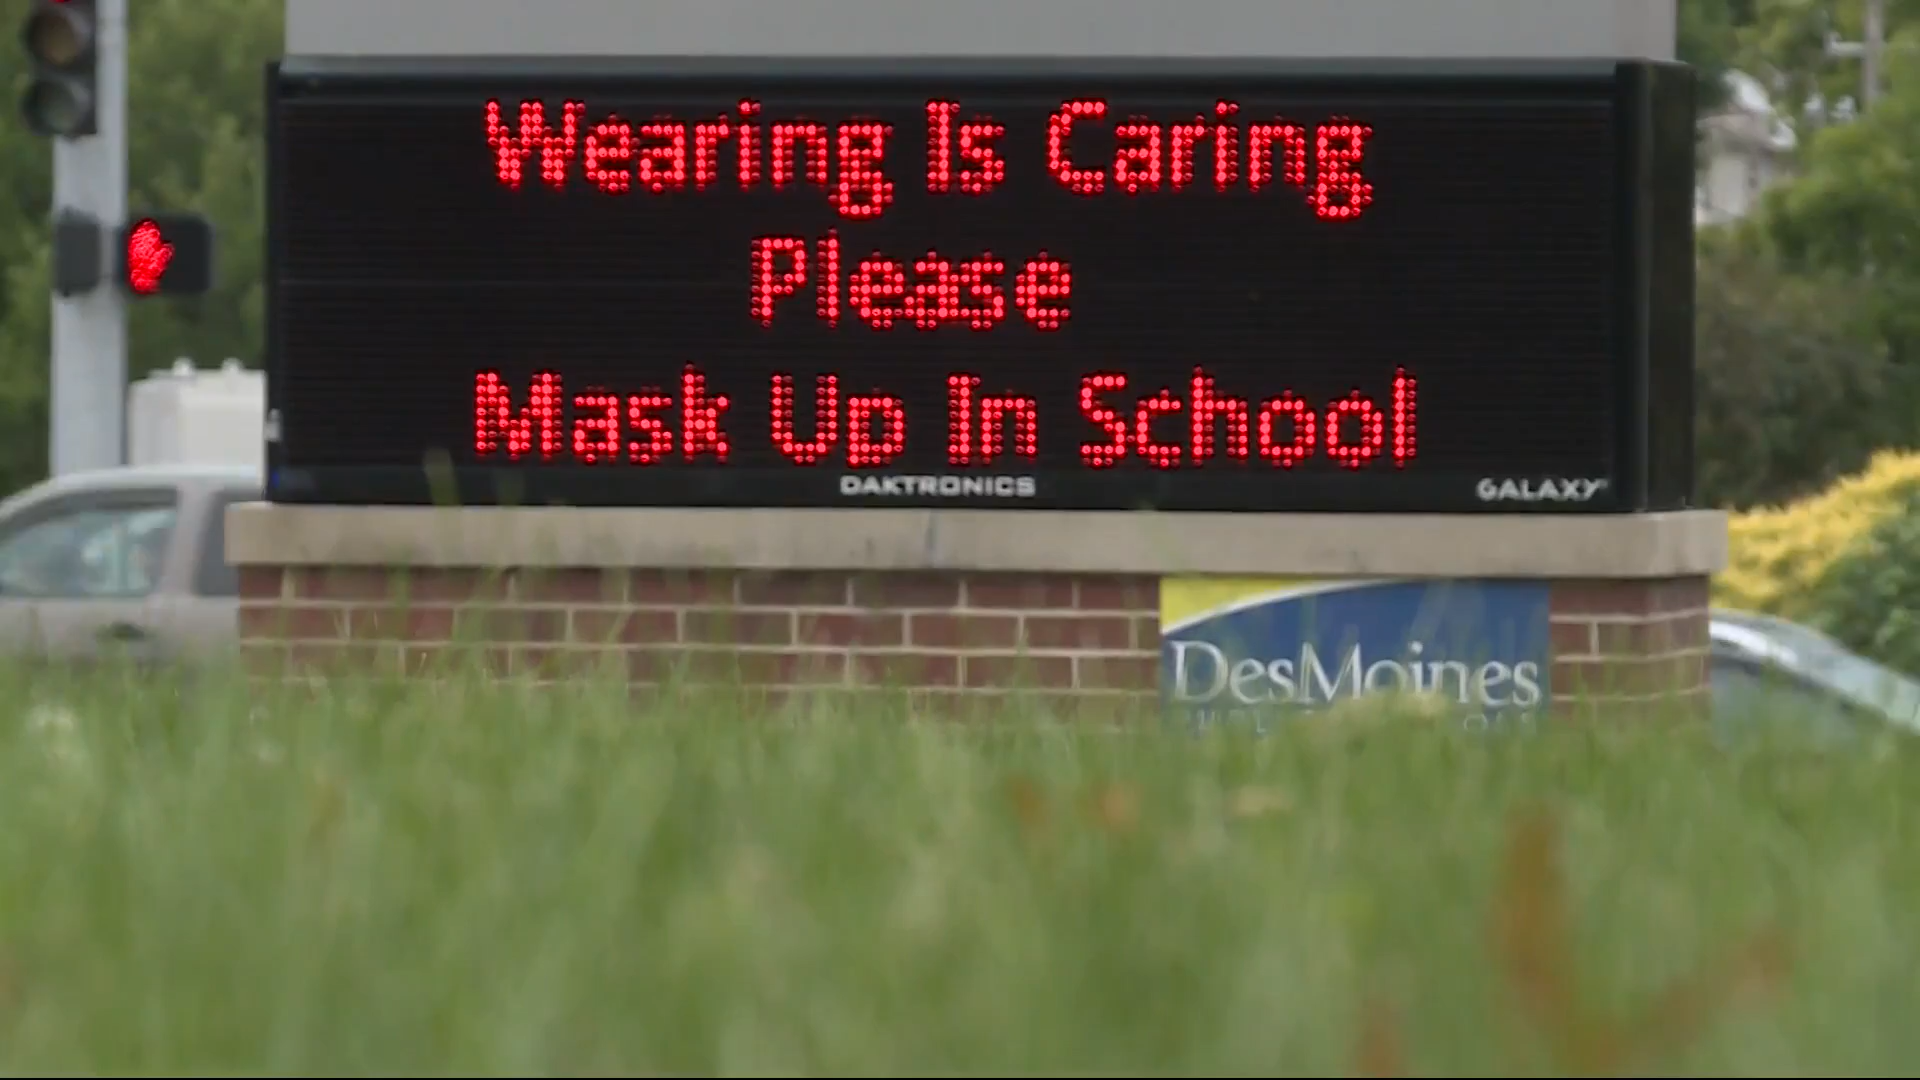 Wearing Is Caring
Please
Mask Up In School
DAKTRONICS
GALAXY
DesMoines